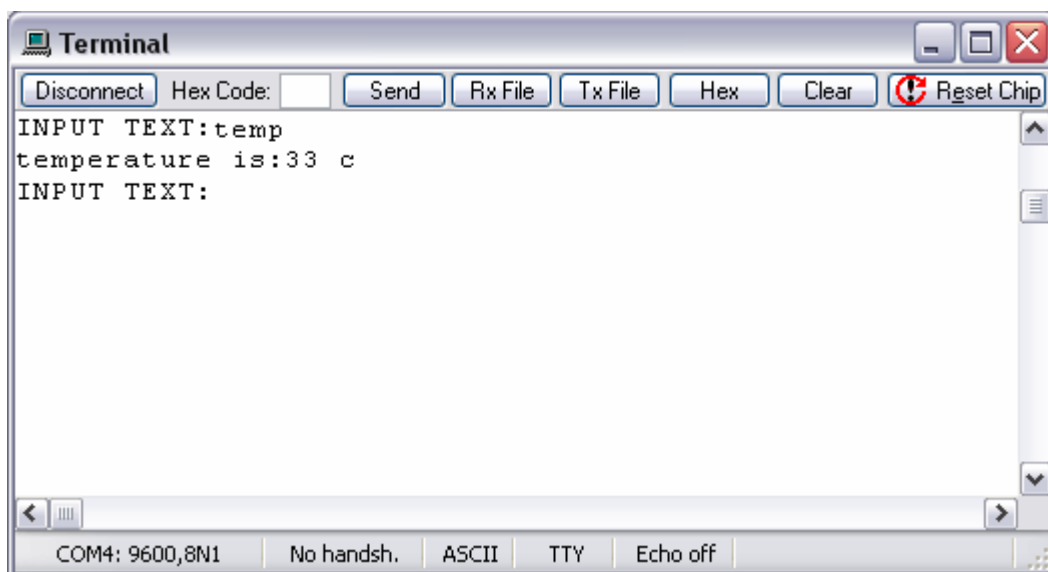 Terminal
Disconnect Hex Code: Send Rx File Tx File Hex Clear Reset Chip
INPUT TEXT:temp
temperature is:33 c
INPUT TEXT:
COM4: 9600,8N1 No handsh. ASCII TTY Echo off